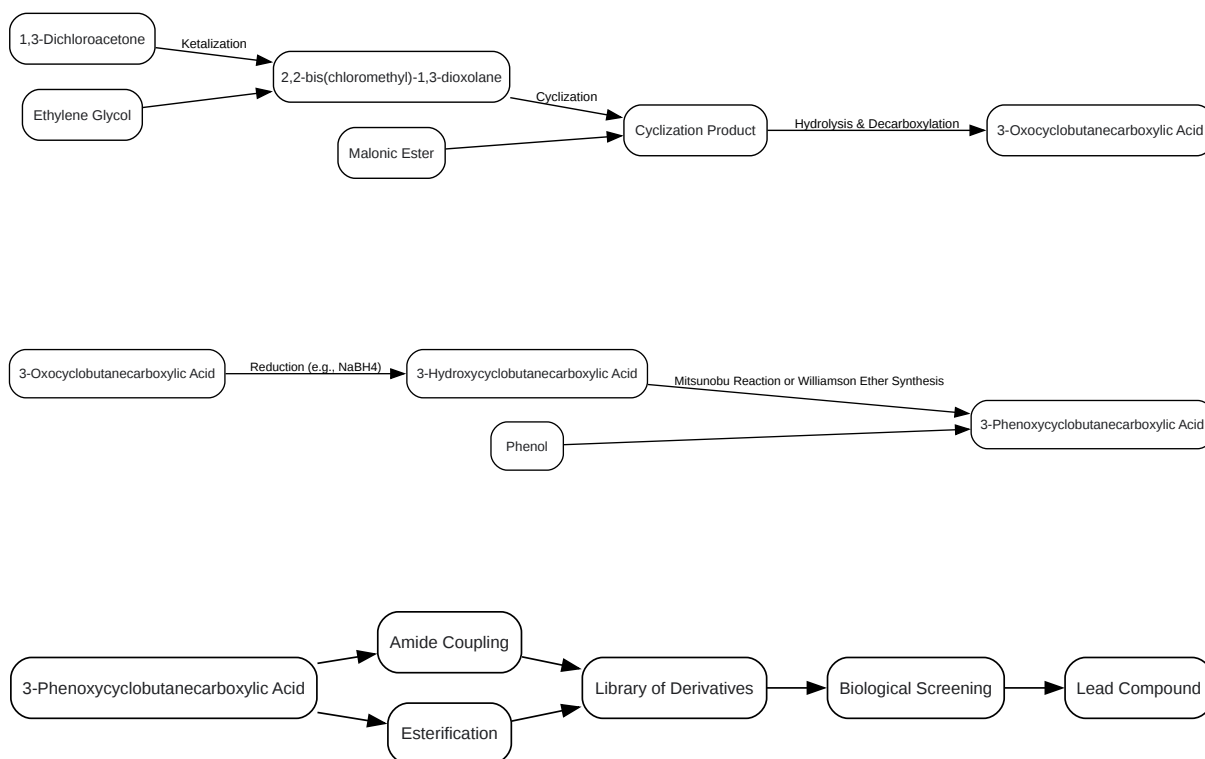 1,3-Dichloroacetone
Ketalization
Ethylene Glycol
2,2-bis(chloromethyl)-1,3-dioxolane
Cyclization
Malonic Ester
Cyclization Product
Hydrolysis & Decarboxylation
3-Oxocyclobutanecarboxylic Acid
3-Oxocyclobutanecarboxylic Acid
Reduction (e.g., NaBH4)
3-Hydroxycyclobutanecarboxylic Acid
Mitsunobu Reaction or Williamson Ether Synthesis
Phenol
3-Phenoxycyclobutanecarboxylic Acid
3-Phenoxycyclobutanecarboxylic Acid
Amide Coupling
Esterification
Library of Derivatives
Biological Screening
Lead Compound